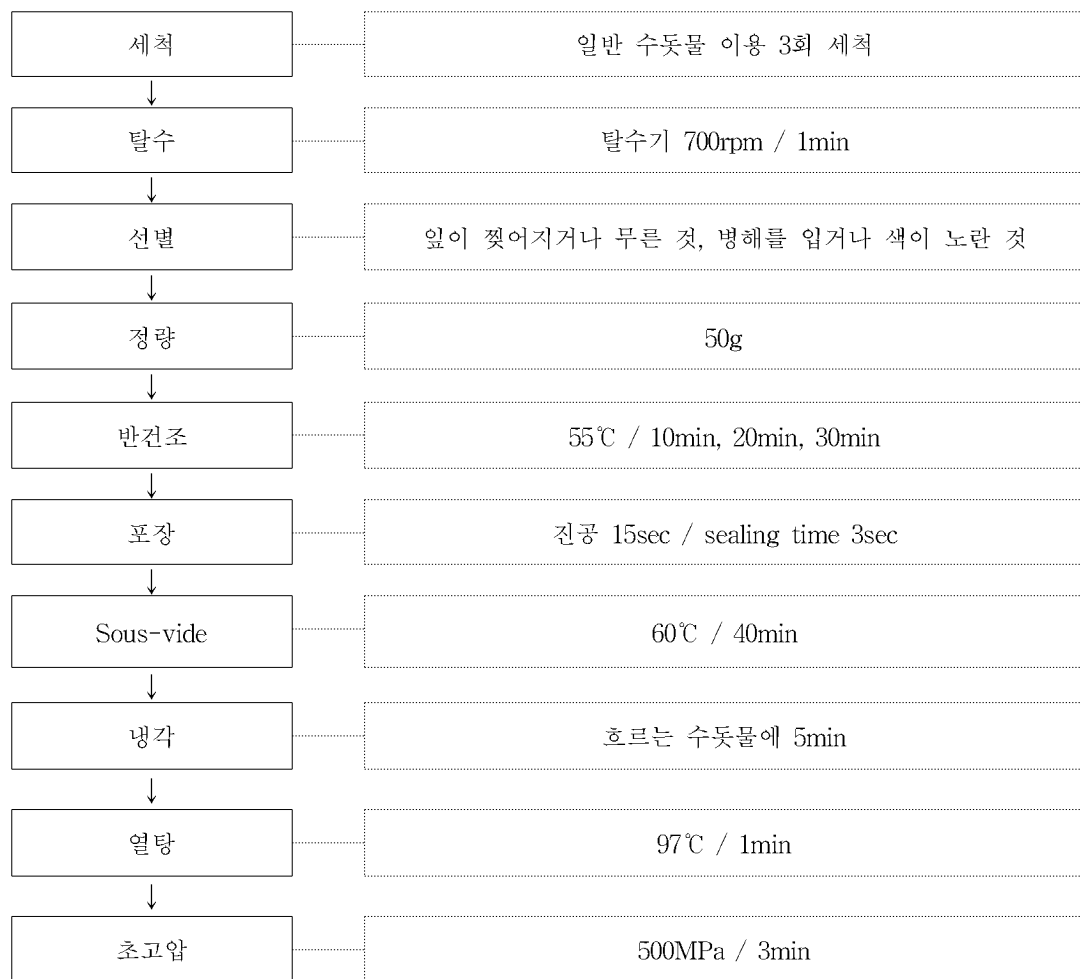 세척
일반 수돗물 이용 3회 세척
탈수
탈수기 700rpm / 1min
선별
잎이 찢어지거나 무른 것, 병해를 입거나 색이 노란 것
정량
50g
반건조
55℃ / 10min, 20min, 30min
포장
진공 15sec / sealing time 3sec
Sous-vide
60℃ / 40min
냉각
흐르는 수돗물에 5min
열탕
97℃ / 1min
초고압
500MPa / 3min